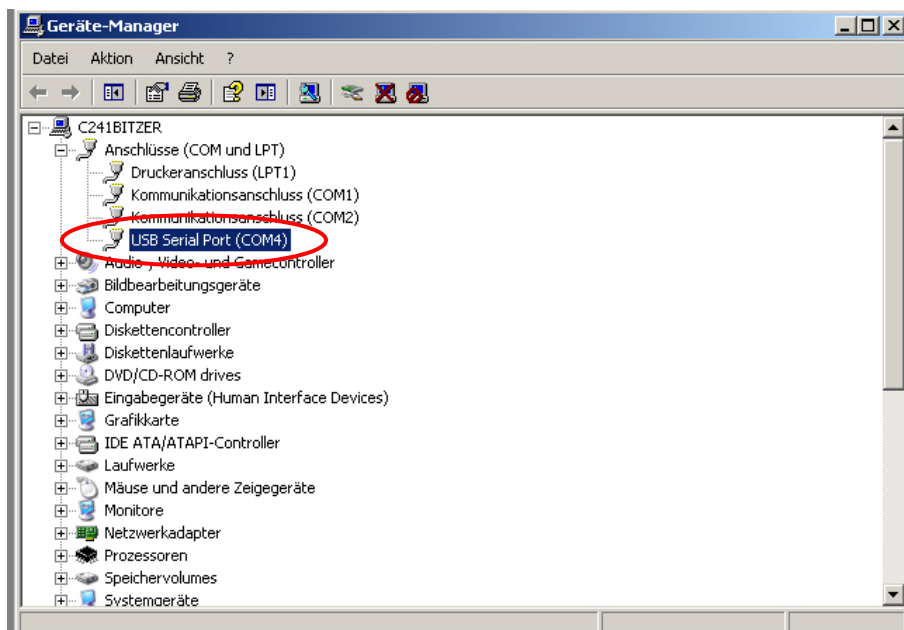 Geräte-Manager
Datei Aktion Ansicht ?
C241BITZER
Anschlüsse (COM und LPT)
Druckeranschluss (LPT1)
Kommunikationsanschluss (COM1)
Kommunikationsanschluss (COM2)
USB Serial Port (COM4)
Audio-, Video- und Gamecontroller
Bildbearbeitungsgeräte
Computer
Diskettencontroller
Diskettenlaufwerke
DVD/CD-ROM drives
Eingabegeräte (Human Interface Devices)
Grafikkarte
IDE ATA/ATAPI-Controller
Laufwerke
Mäuse und andere Zeigegeräte
Monitore
Netzwerkadapter
Prozessoren
Speichervolumes
Systemgeräte